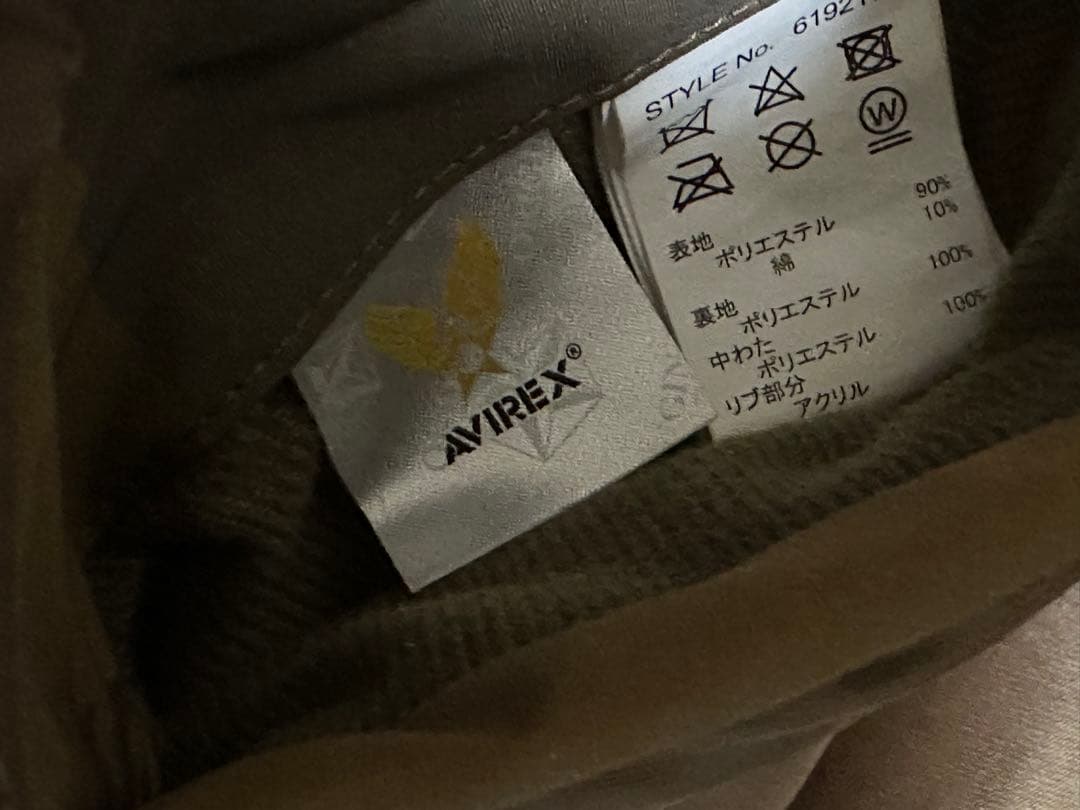 AVIREX®
STYLE No. 6192
W
表地
ポリエステル 90%
綿 10%
裏地
ポリエステル 100%
中わた
ポリエステル 100%
リブ部分
アクリル